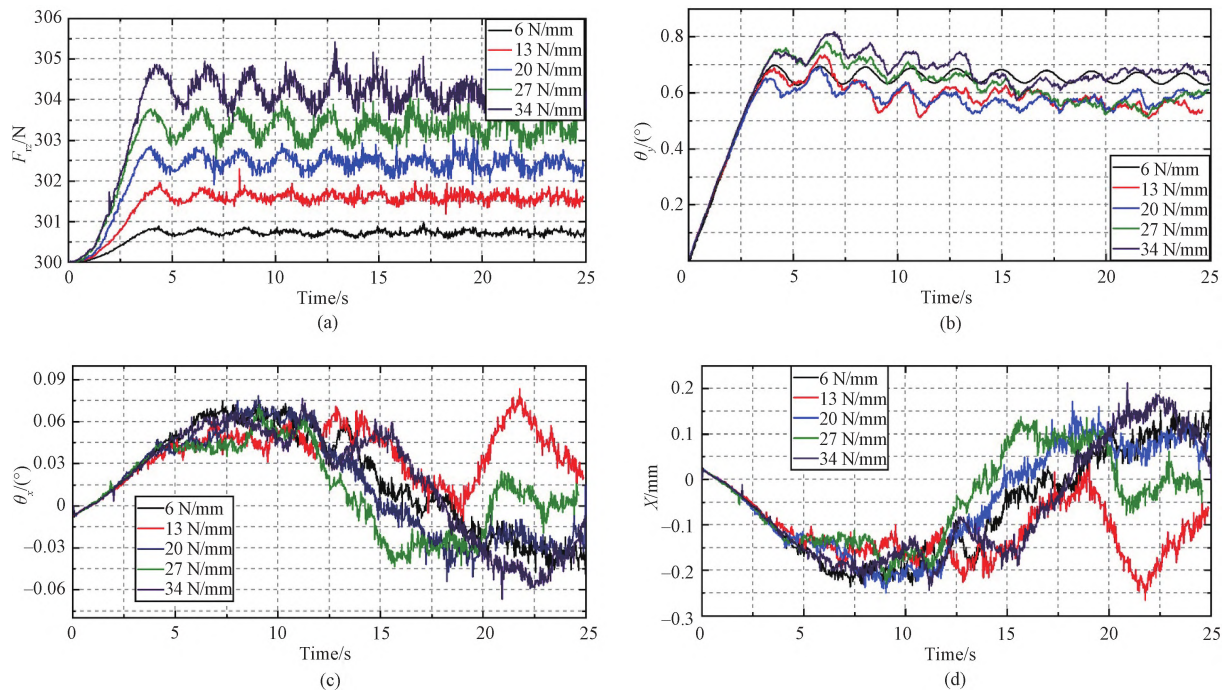 306
305
304
303
302
301
300
0
5
10
15
20
25
6 N/mm
13 N/mm
20 N/mm
27 N/mm
34 N/mm
Time/s
(a)
0.8
0.6
0.4
0.2
0
5
10
15
20
25
θy/(°)
6 N/mm
13 N/mm
20 N/mm
27 N/mm
34 N/mm
Time/s
(b)
0.09
0.06
0.03
0
−0.03
−0.06
0
5
10
15
20
25
θx/(°)
6 N/mm
13 N/mm
20 N/mm
27 N/mm
34 N/mm
Time/s
(c)
0.2
0.1
0
−0.1
−0.2
−0.3
0
5
10
15
20
25
X/mm
6 N/mm
13 N/mm
20 N/mm
27 N/mm
34 N/mm
Time/s
(d)